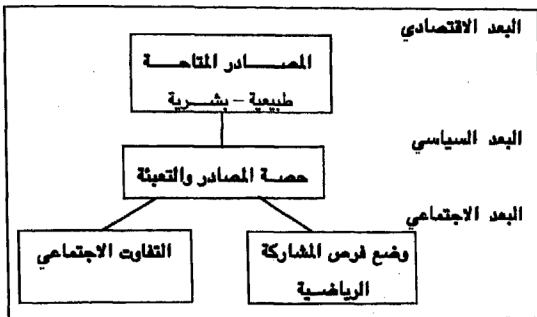 البعد الاقتصادي
المصادر المتاحة
طبيعية – بشرية
البعد السياسي
حصة المصادر والتعبئة
البعد الاجتماعي
وضع فرص المشاركة
الرياضية
التفاوت الاجتماعي